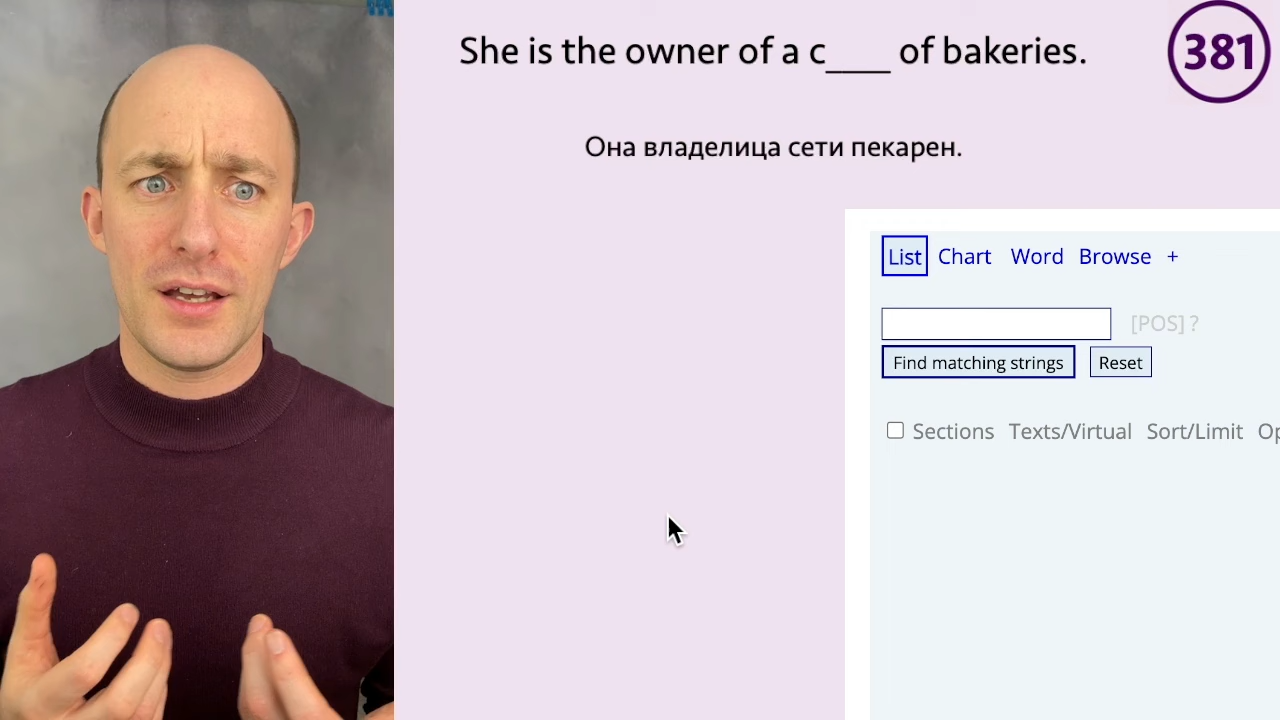 She is the owner of a c____ of bakeries.
381
Она владелица сети пекарен.
List Chart Word Browse +
[POS] ?
Find matching strings Reset
Sections Texts/Virtual Sort/Limit Op